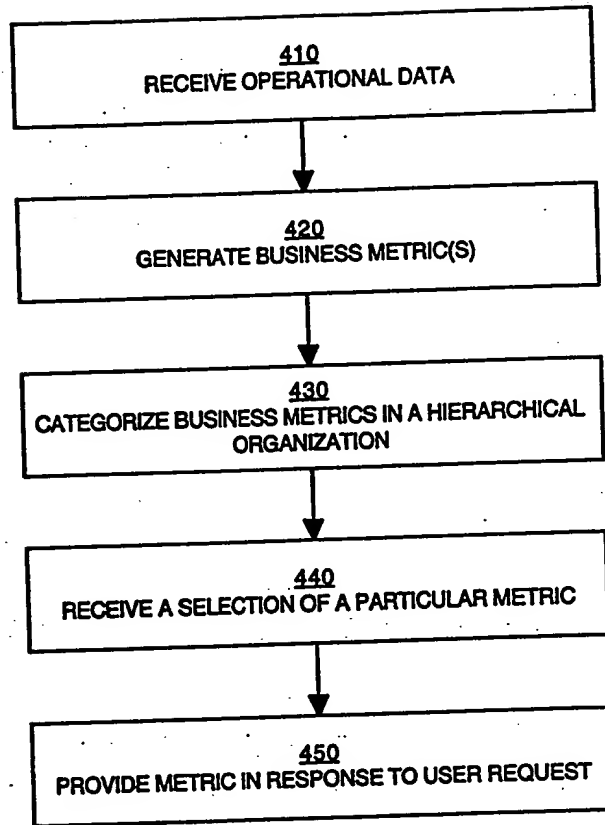 410
RECEIVE OPERATIONAL DATA
420
GENERATE BUSINESS METRIC(S)
430
CATEGORIZE BUSINESS METRICS IN A HIERARCHICAL
ORGANIZATION
440
RECEIVE A SELECTION OF A PARTICULAR METRIC
450
PROVIDE METRIC IN RESPONSE TO USER REQUEST